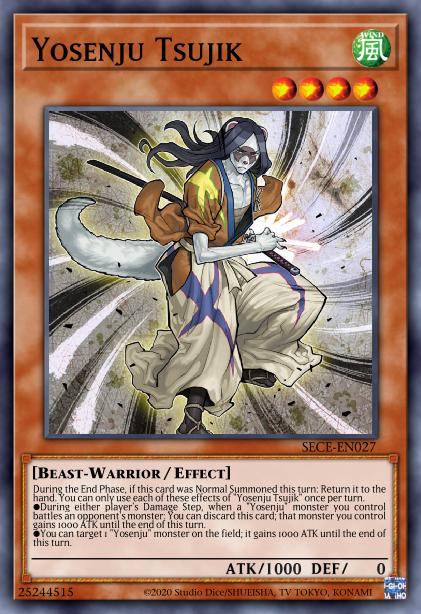 Yosenju Tsujik
WIND
風
SECE-EN027
[Beast-Warrior / Effect]
During the End Phase, if this card was Normal Summoned this turn: Return it to the
hand. You can only use each of these effects of "Yosenju Tsujik" once per turn.
●During either player's Damage Step, when a "Yosenju" monster you control
battles an opponent's monster: You can discard this card; that monster you control
gains 1000 ATK until the end of this turn.
●You can target 1 "Yosenju" monster on the field; it gains 1000 ATK until the end of
this turn.
ATK/1000 DEF/ 0
25244515
©2020 Studio Dice/SHUEISHA, TV TOKYO, KONAMI